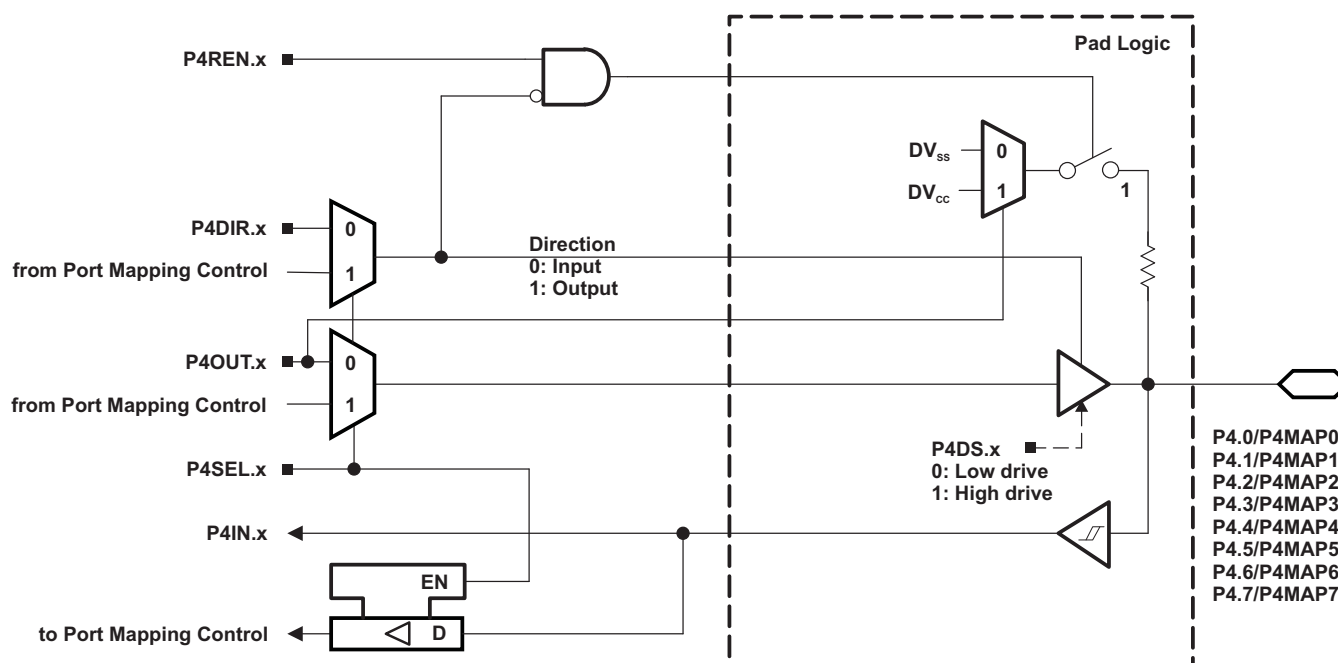 Pad Logic
P4REN.x
DVss
0
DVcc
1
1
P4DIR.x
0
from Port Mapping Control
1
Direction
0: Input
1: Output
P4OUT.x
0
from Port Mapping Control
1
P4SEL.x
P4DS.x
0: Low drive
1: High drive
P4.0/P4MAP0
P4.1/P4MAP1
P4.2/P4MAP2
P4.3/P4MAP3
P4.4/P4MAP4
P4.5/P4MAP5
P4.6/P4MAP6
P4.7/P4MAP7
P4IN.x
EN
D
to Port Mapping Control